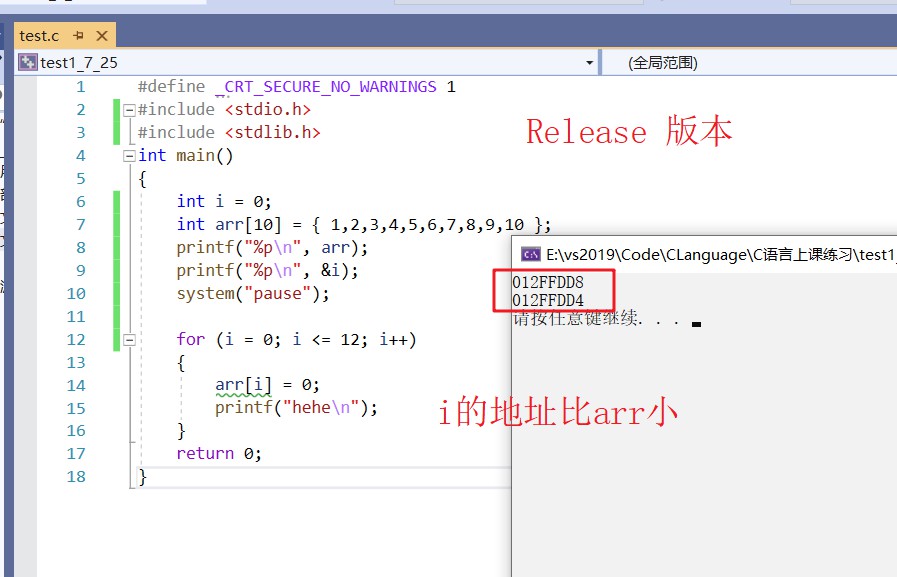 test.c
test1_7_25
(全局范围)
1 #define _CRT_SECURE_NO_WARNINGS 1
2 #include <stdio.h>
3 #include <stdlib.h>
Release 版本
4 int main()
5 {
6 int i = 0;
7 int arr[10] = { 1,2,3,4,5,6,7,8,9,10 };
8 printf("%p\n", arr);
9 printf("%p\n", &i);
10 system("pause");
11
12 for (i = 0; i <= 12; i++)
13 {
14 arr[i] = 0;
15 printf("hehe\n");
16 }
17 return 0;
18 }
E:\vs2019\Code\CLanguage\C语言上课练习\test1_
012FFDD8
012FFDD4
请按任意键继续. . .
i的地址比arr小